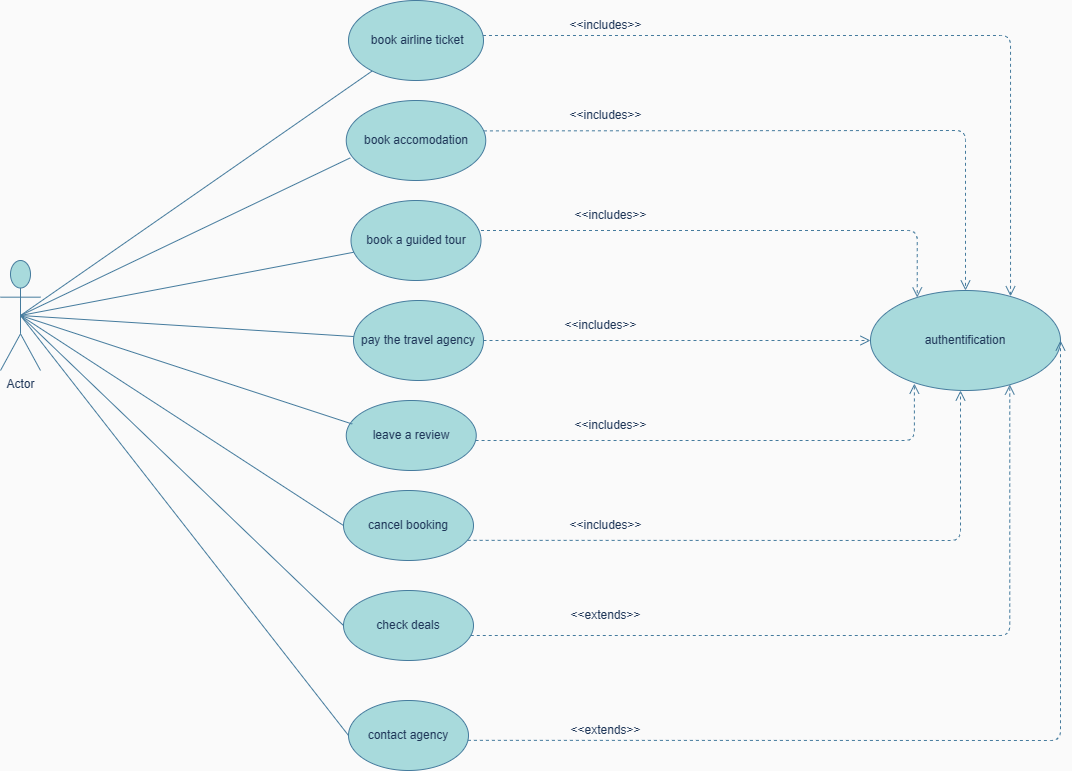 book airline ticket
<<includes>>
book accomodation
<<includes>>
book a guided tour
<<includes>>
pay the travel agency
<<includes>>
authentification
Actor
leave a review
<<includes>>
cancel booking
<<includes>>
check deals
<<extends>>
contact agency
<<extends>>